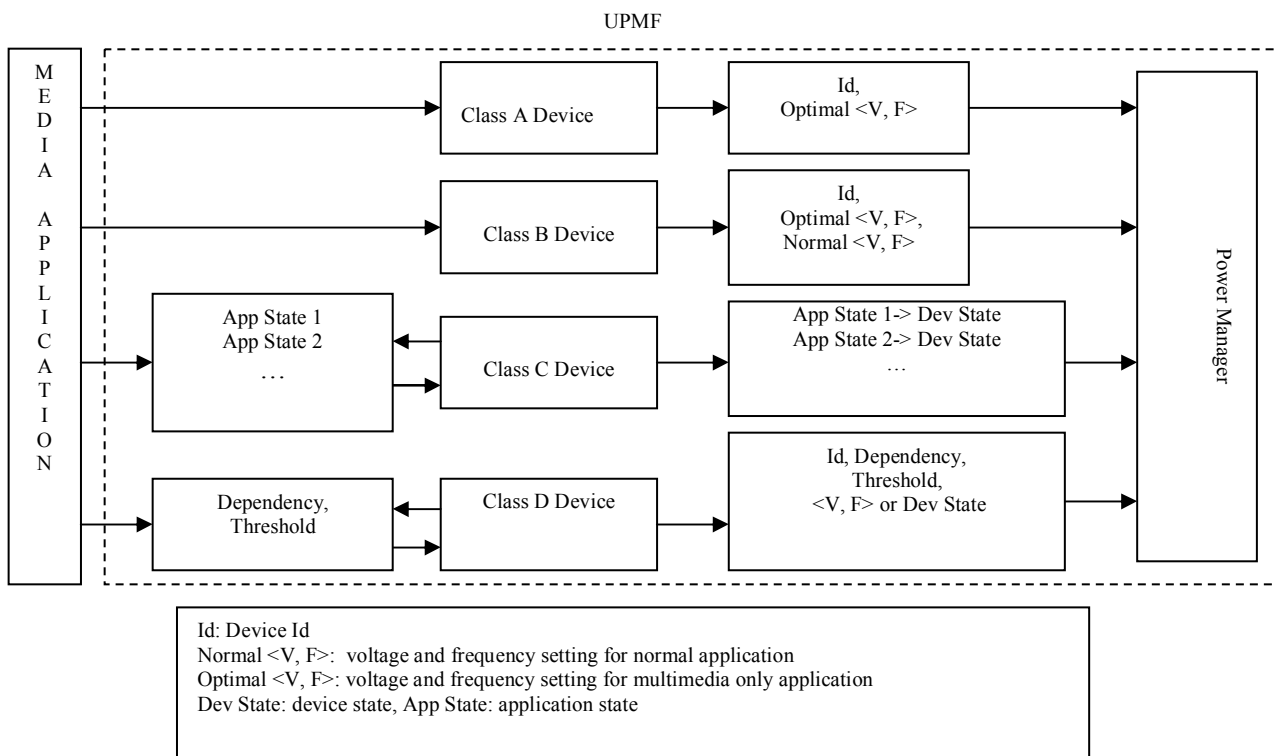 UPMF
MEDIA APPLICATION
Class A Device
Id,
Optimal <V, F>
Class B Device
Id,
Optimal <V, F>,
Normal <V, F>
App State 1
App State 2
…
Class C Device
App State 1-> Dev State
App State 2-> Dev State
…
Dependency,
Threshold
Class D Device
Id, Dependency,
Threshold,
<V, F> or Dev State
Power Manager
Id: Device Id
Normal <V, F>:  voltage and frequency setting for normal application
Optimal <V, F>: voltage and frequency setting for multimedia only application
Dev State: device state, App State: application state